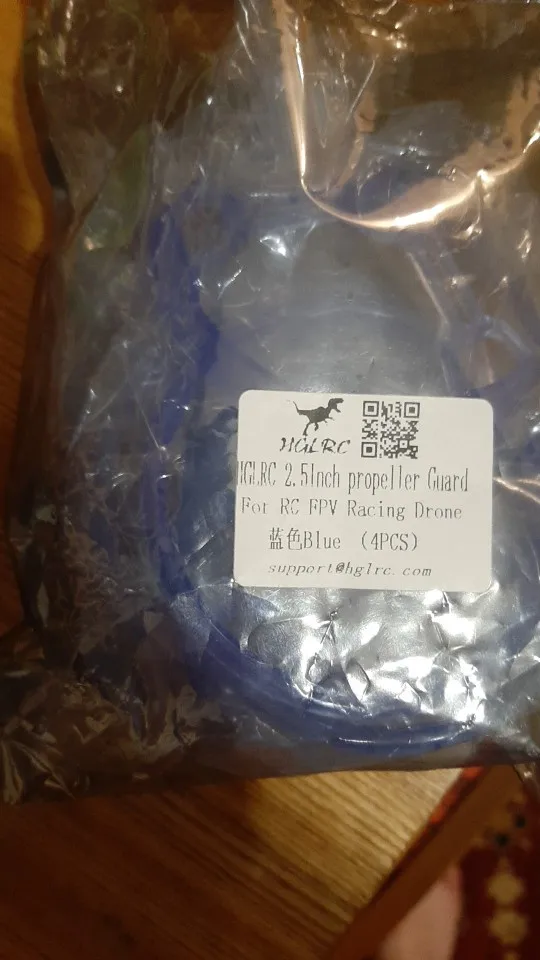 HGLRC
HGLRC 2.5Inch propeller Guard
For RC FPV Racing Drone
蓝色Blue （4PCS）
support@hglrc.com